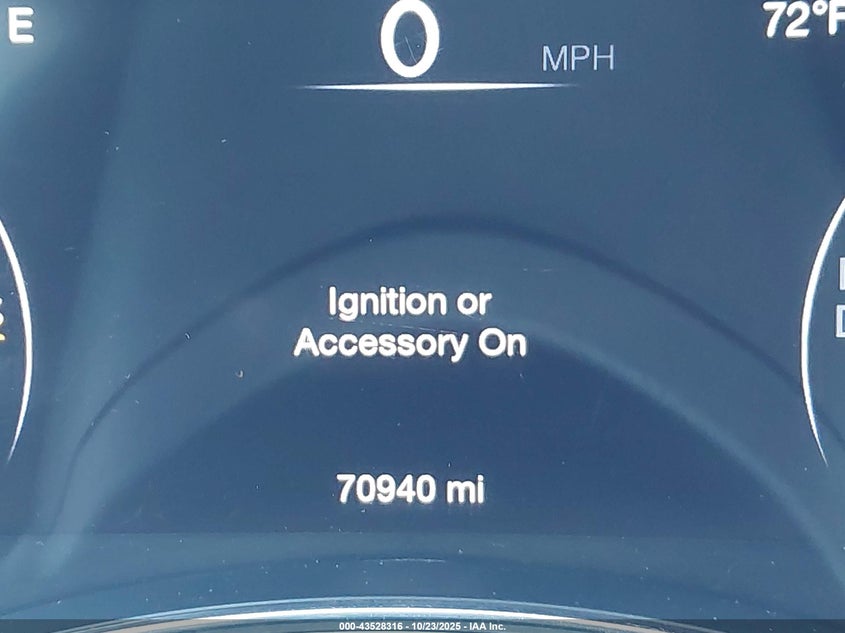 E
0
MPH
72°F
Ignition or
Accessory On
70940 mi
000-43528316 - 10/23/2025 - IAA Inc.